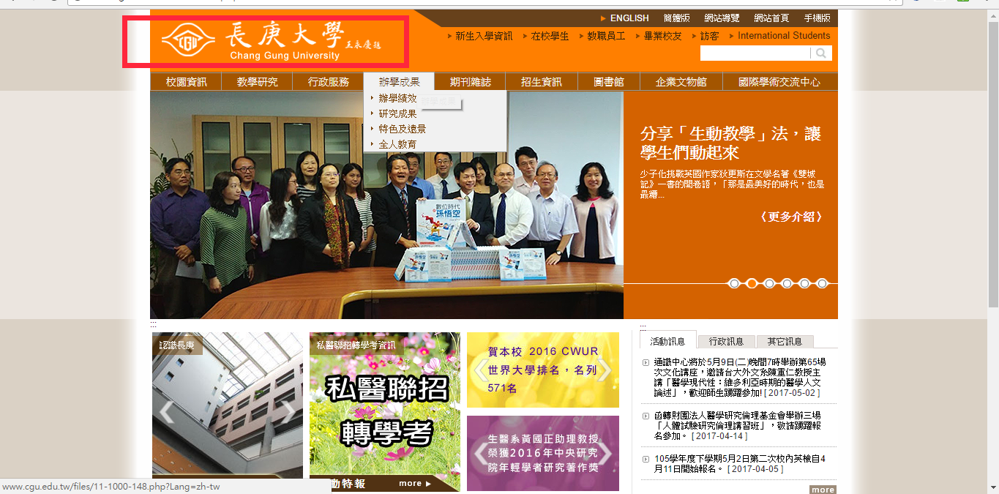 ENGLISH 簡體版 網站導覽 網站首頁 手機版
長庚大學 王永慶題
Chang Gung University
新生入學資訊 在校學生 教職員工 畢業校友 訪客 International Students
校園資訊 教學研究 行政服務 辦學成果 期刊雜誌 招生資訊 圖書館 企業文物館 國際學術交流中心
辦學績效
研究成果
特色及遠景
全人教育
數位時代
孫悟空
分享「生動教學」法，讓
學生們動起來
少子化挑戰英國作家狄更斯在文學名著《雙城
記》一書的開卷語，「那是最美好的時代，也是
最糟...
〈更多介紹〉
:::
認識長庚
私醫聯招轉學考資訊
私醫聯招
轉學考
動特報 more
賀本校 2016 CWUR
世界大學排名，名列
571名
生醫系黃國正助理教授
榮獲2016年中央研究
院年輕學者研究著作獎
:::
活動訊息 行政訊息 其它訊息
通識中心將於5月9日(二)晚間7時舉辦第65場
次文化講座，邀請台大外文系陳重仁教授主
講「醫學現代性：維多利亞時期的醫學人文
論述」，歡迎師生踴躍參加! [ 2017-05-02 ]
函轉財團法人醫學研究倫理基金會舉辦三場
「人體試驗研究倫理講習班」，敬請踴躍報
名參加。 [ 2017-04-14 ]
105學年度下學期5月2日第二次校內英檢自4
月11日開始報名。 [ 2017-04-05 ]
more
www.cgu.edu.tw/files/11-1000-148.php?Lang=zh-tw